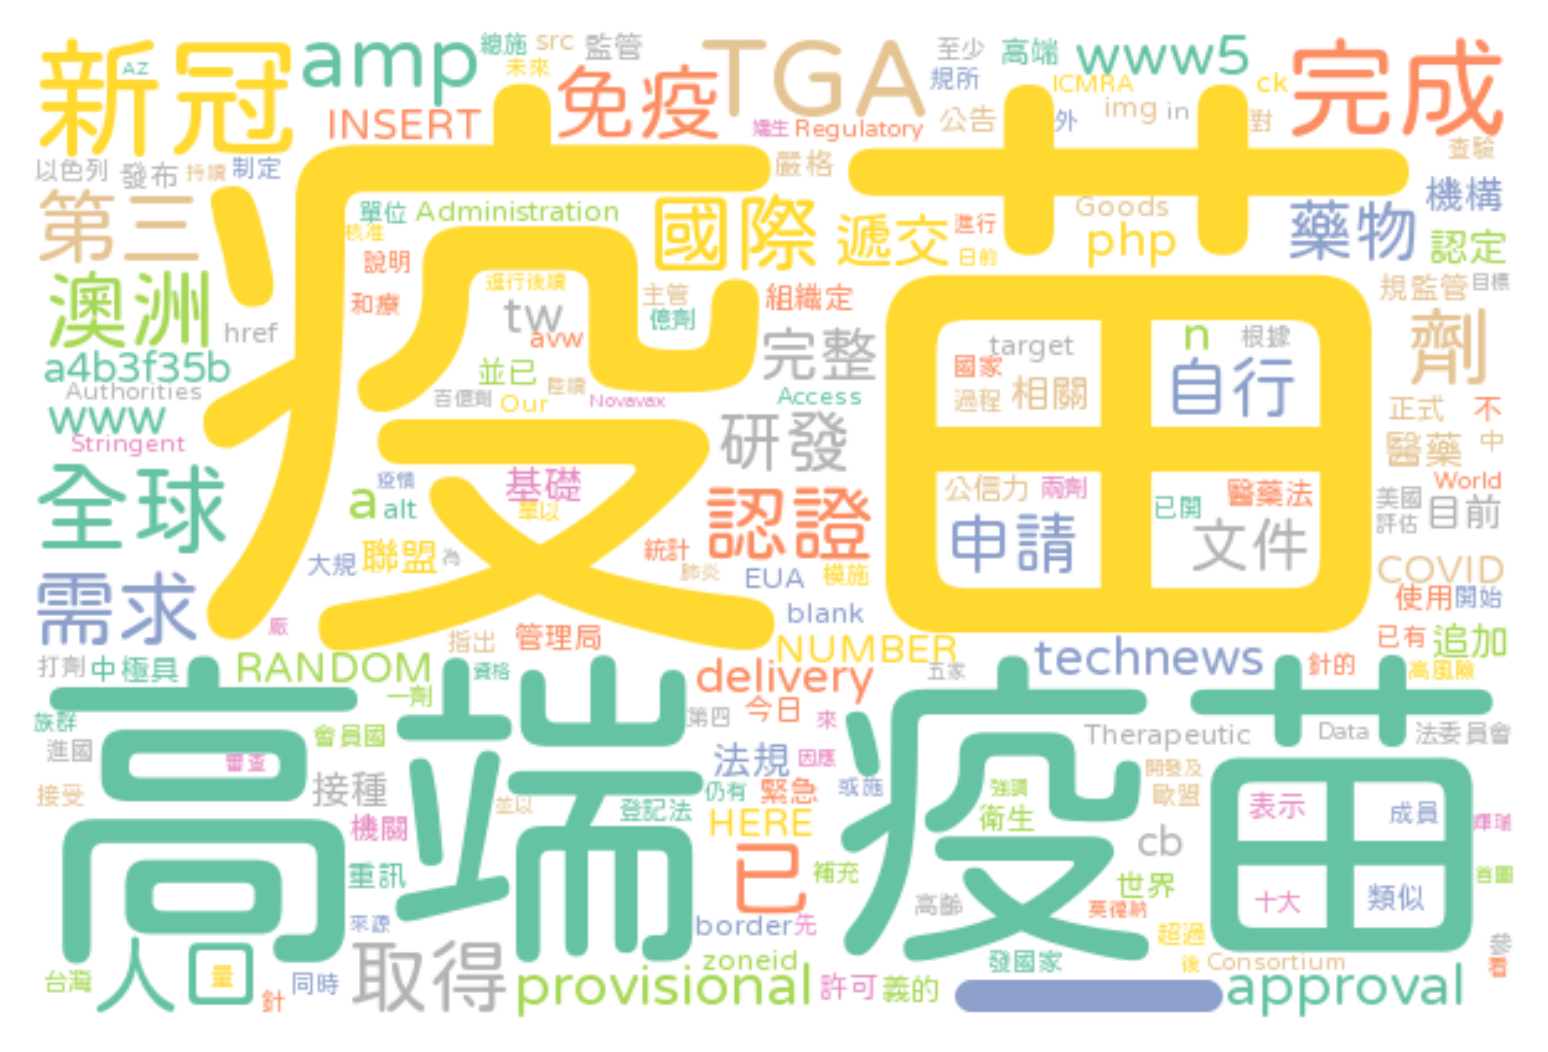 新冠
AZ
amp
總施
src
監管
未來
TGA
至少
高端
www5
完成
規所
ICMRA
ck
INSERT
免疫
嬌生
Regulatory
公告
外
img
in
對
查驗
以色列
發布
持續
制定
嚴格
疫苗
第三
單位
Administration
核准
國際
遞交
進行
日前
Goods
php
藥物
機構
認定
說明
澳洲
進行後續
主管
組織定
規監管
目標
和療
億劑
tw
avw
href
完整
target
n
根據
劑
a4b3f35b
並已
陸續
國家
自行
Authorities
百億劑
Our
Novavax
Access
過程
相關
www
正式
不
Stringent
研發
醫藥
中
全球
疫情
基礎
公信力
兩劑
醫藥法
World
a
alt
單以
認證
已開
美國
目前
評估
申請
文件
大規
聯盟
為
統計
肺炎
EUA
模施
COVID
需求
blank
使用
開始
廠
指出
管理局
NUMBER
已有
追加
打劑
中極具
RANDOM
資格
delivery
五家
technews
針的
高風險
一劑
高端疫苗
族群
會員國
第四
今日
來
Therapeutic
Data
法委員會
進國
審查
法規
因應
開發及
接受
接種
並以
仍有
緊急
或施
強調
歐盟
登記法
衛生
表示
成員
輝瑞
機關
HERE
cb
重訊
已
補充
世界
首圖
十大
類似
來源
border
先
高齡
莫德納
超過
參
人口
量
台灣
針
同時
取得
zoneid
provisional
許可
義的
發國家
後
Consortium
看
approval